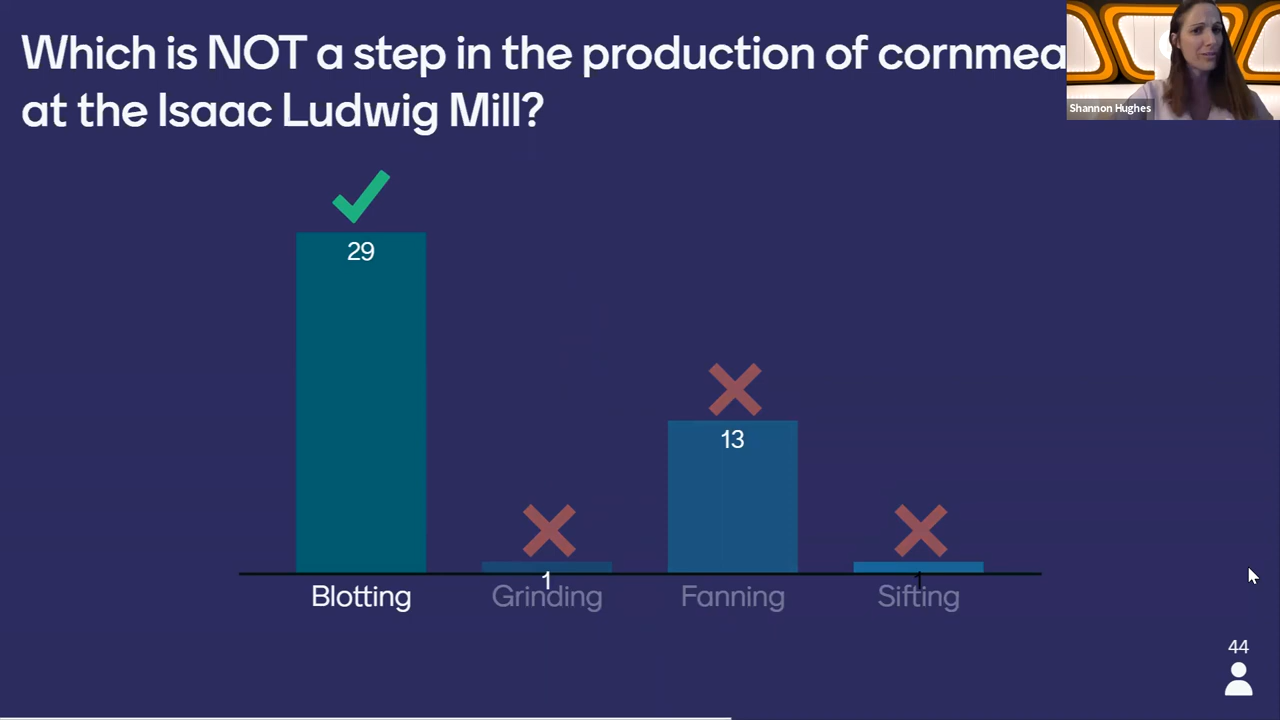 Which is NOT a step in the production of cornmea
at the Isaac Ludwig Mill?
Shannon Hughes
29
13
1
1
Blotting
Grinding
Fanning
Sifting
44